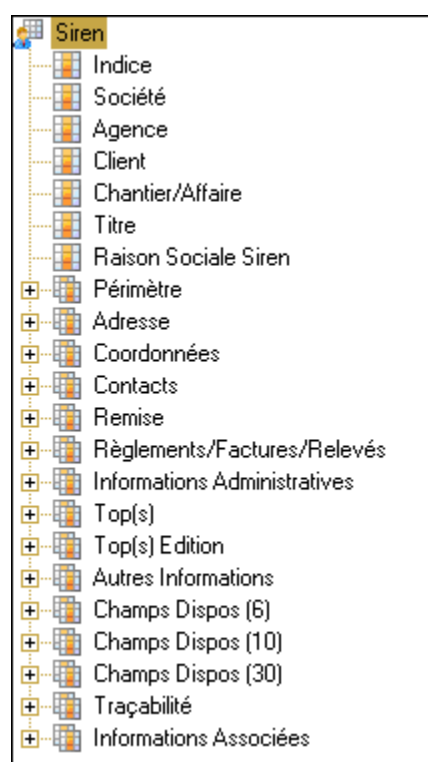 Siren
Indice
Société
Agence
Client
Chantier/Affaire
Titre
Raison Sociale Siren
Périmètre
Adresse
Coordonnées
Contacts
Remise
Règlements/Factures/Relevés
Informations Administratives
Top(s)
Top(s) Edition
Autres Informations
Champs Dispos (6)
Champs Dispos (10)
Champs Dispos (30)
Traçabilité
Informations Associées